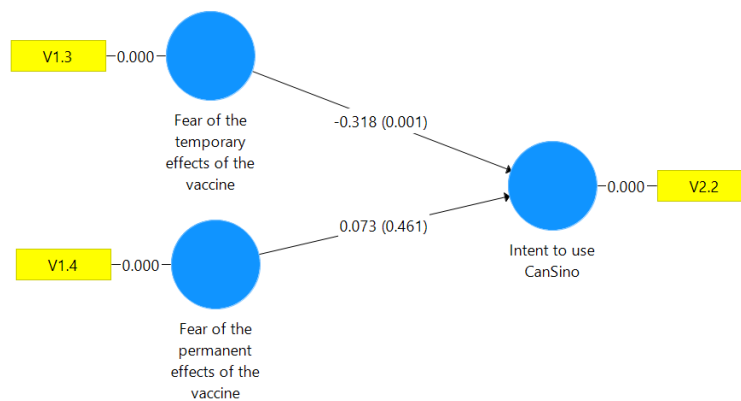 V1.3
0.000
Fear of the
temporary
effects of the
vaccine
-0.318 (0.001)
0.000
V2.2
Intent to use
CanSino
0.073 (0.461)
V1.4
0.000
Fear of the
permanent
effects of the
vaccine